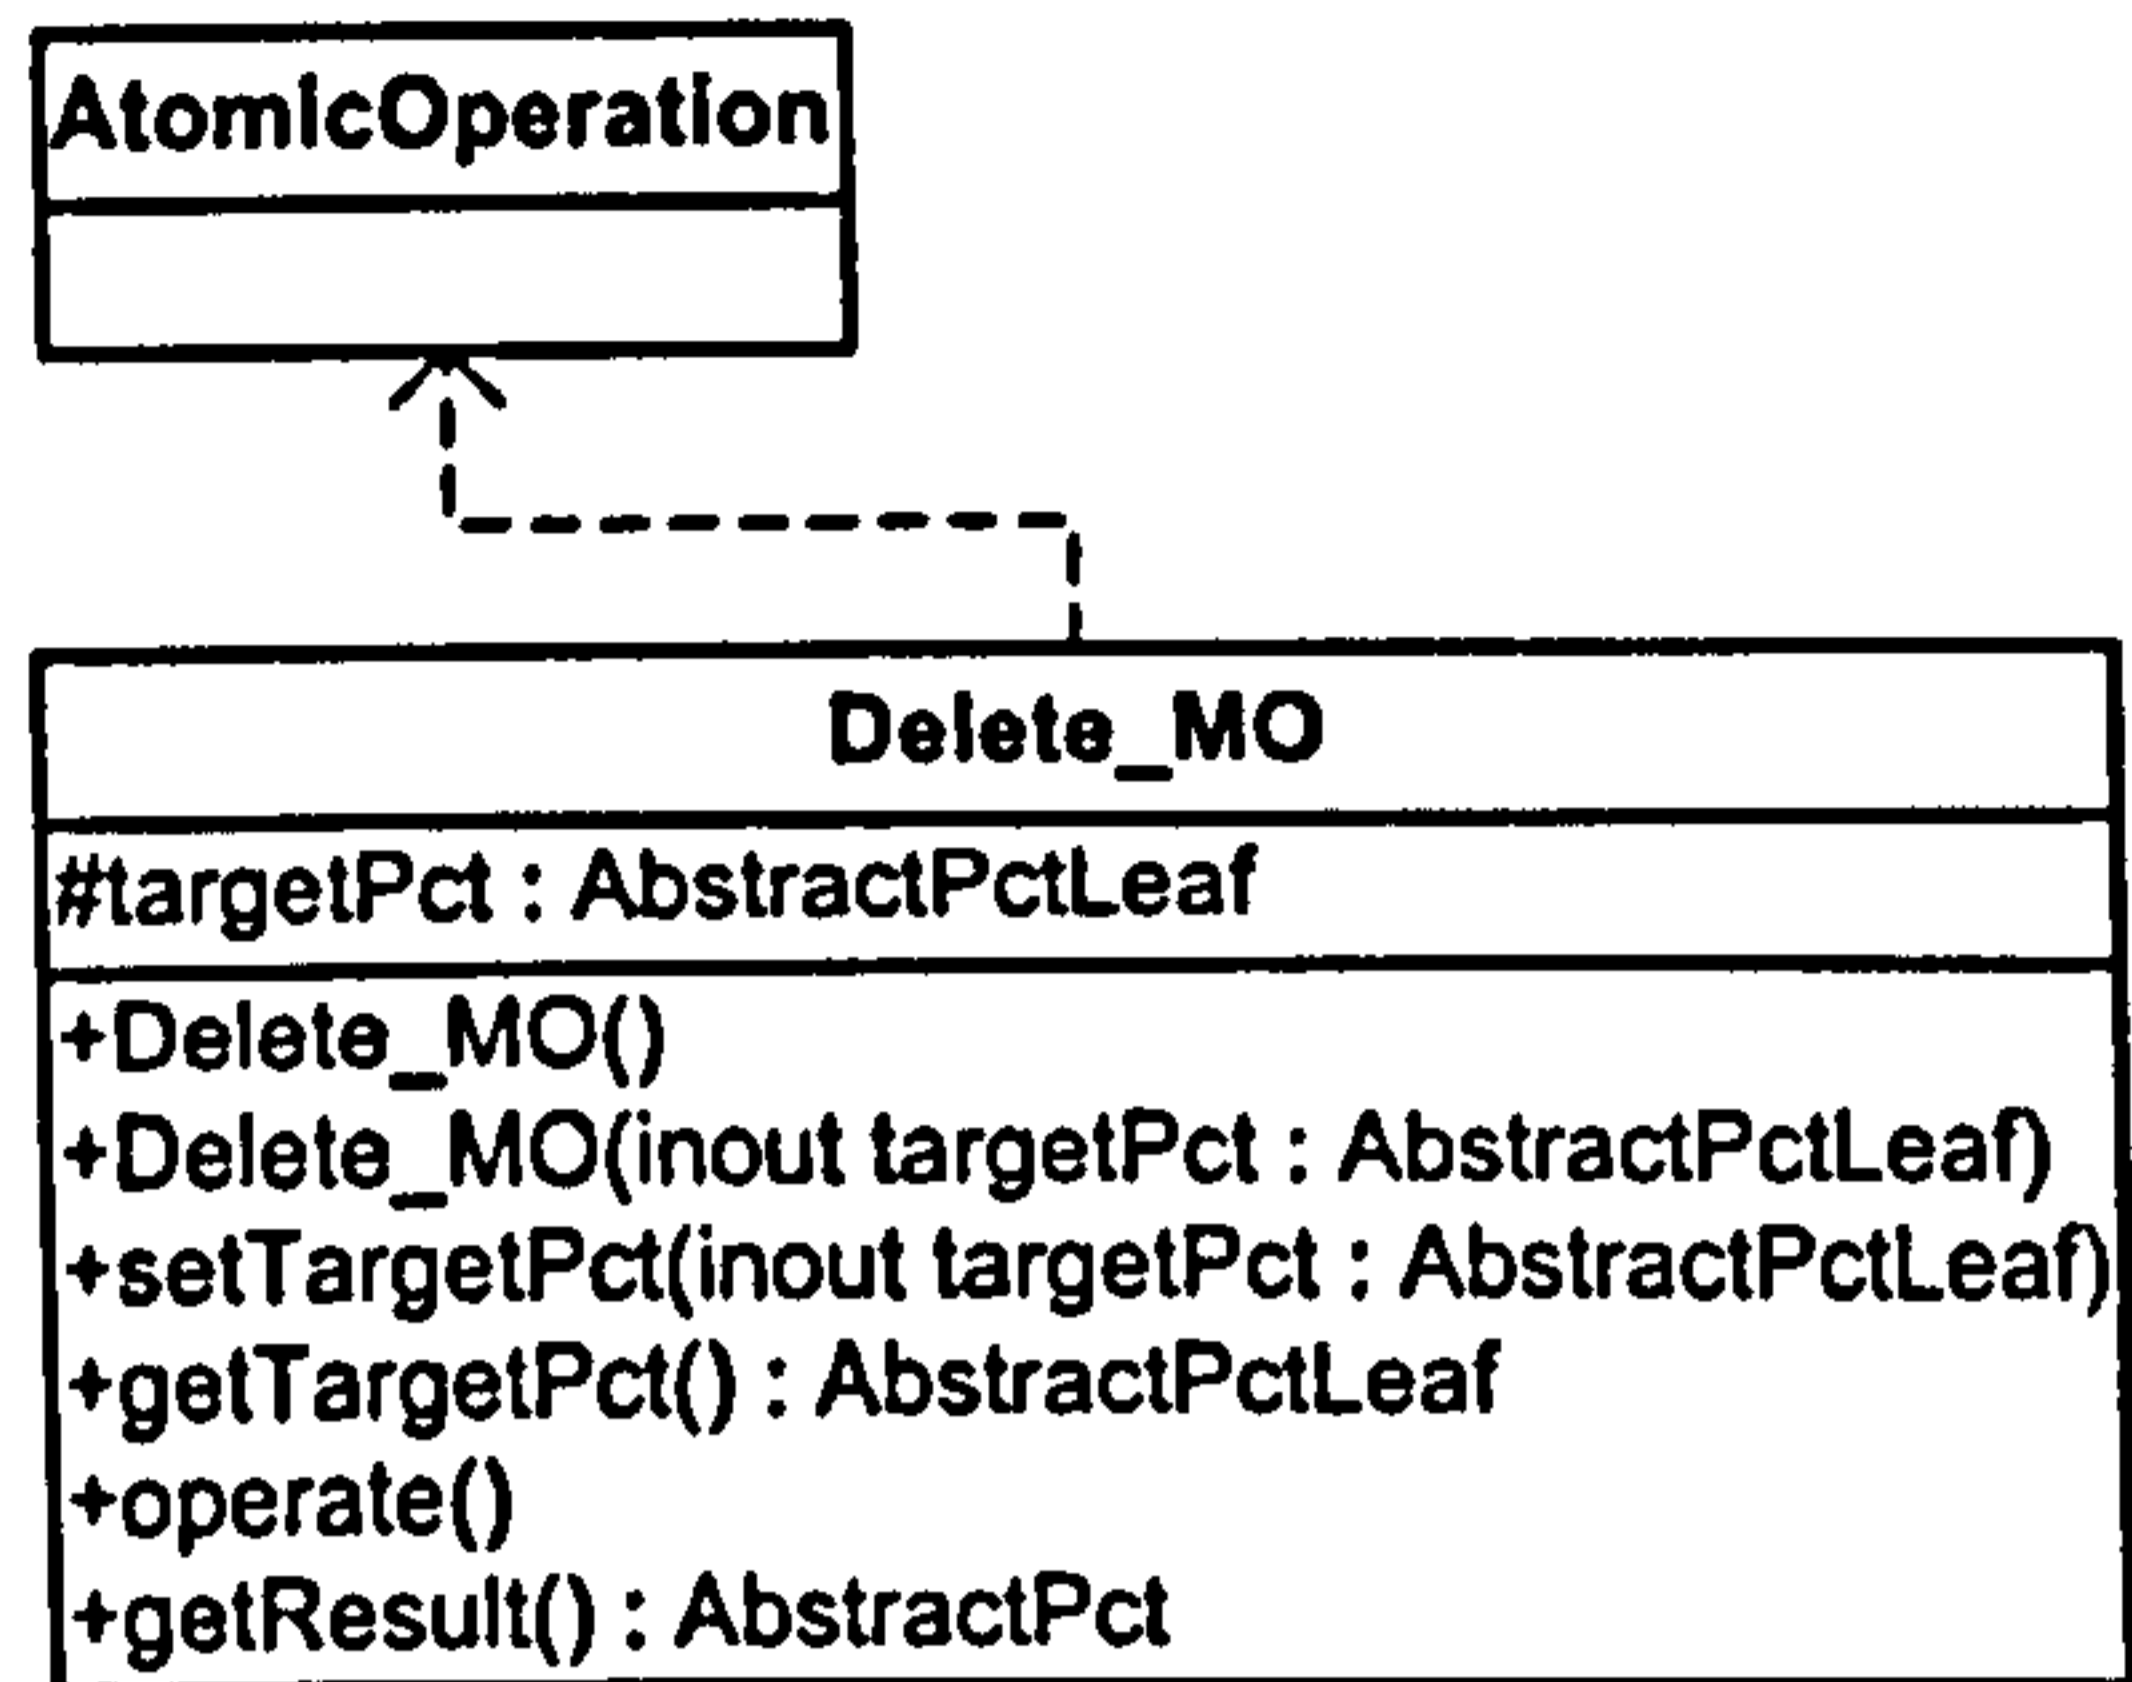 AtomicOperation
Delete_MO
#targetPct : AbstractPctLeaf
+Delete_MO()
+Delete_MO(inout targetPct : AbstractPctLeaf)
+setTargetPct(inout targetPct : AbstractPctLeaf)
+getTargetPct() : AbstractPctLeaf
+operate()
+getResult() : AbstractPct